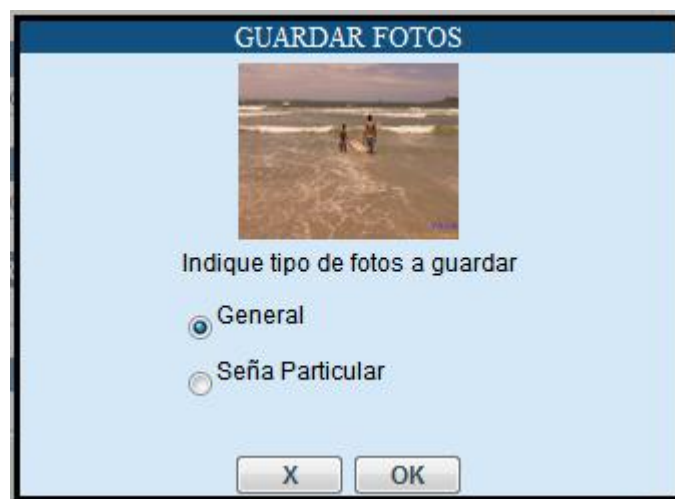 GUARDAR FOTOS
Indique tipo de fotos a guardar
General
Seña Particular
X OK